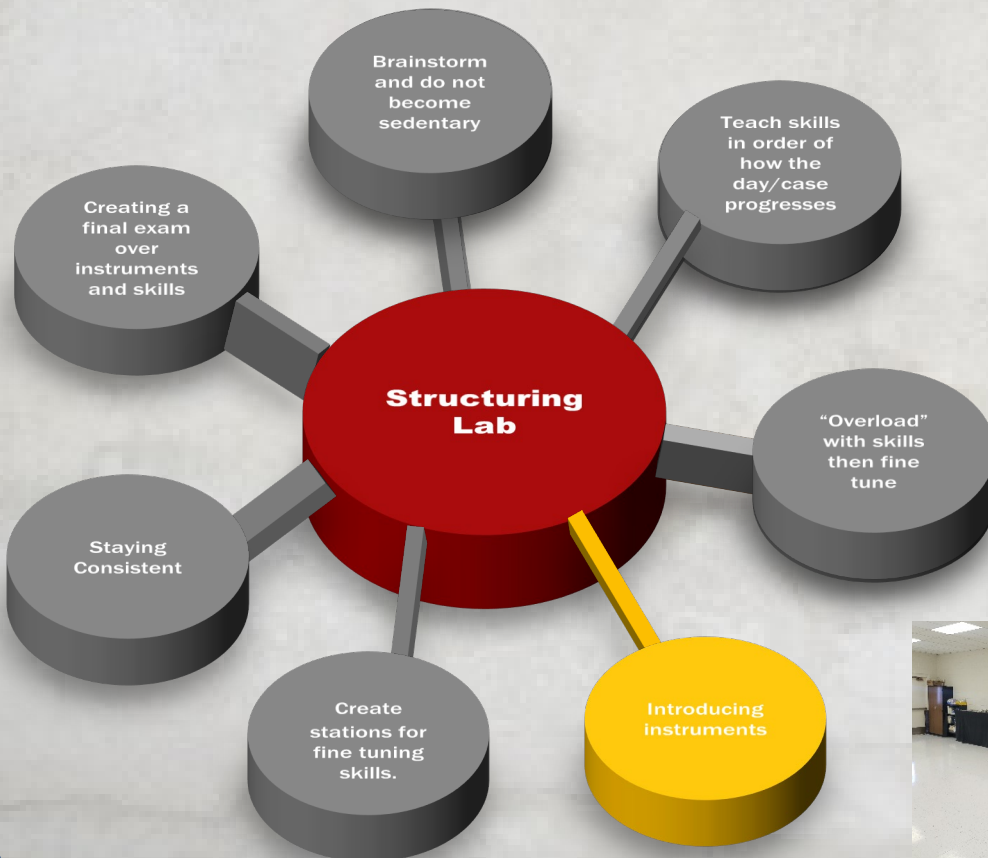 Brainstorm
and do not
become
sedentary
Teach skills
in order of
how the
day/case
progresses
“Overload”
with skills
then fine
tune
Introducing
instruments
Create
stations for
fine tuning
skills.
Staying
Consistent
Creating a
final exam
over
instruments
and skills
Structuring
Lab